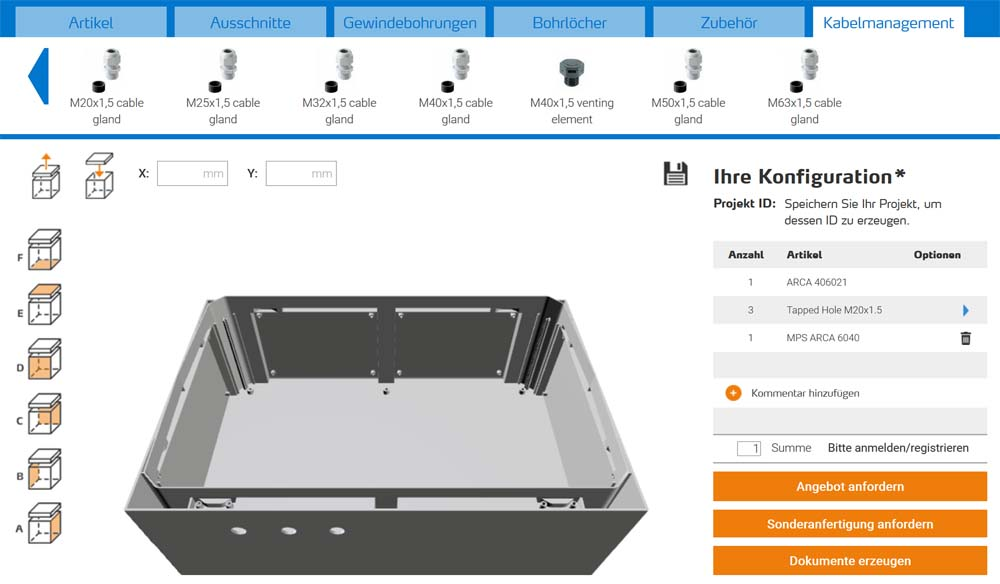 Artikel
Ausschnitte
Gewindebohrungen
Bohrlöcher
Zubehör
Kabelmanagement
M20x1,5 cable
gland
M25x1,5 cable
gland
M32x1,5 cable
gland
M40x1,5 cable
gland
M40x1,5 venting
element
M50x1,5 cable
gland
M63x1,5 cable
gland
X: mm
Y: mm
F
E
D
C
B
A
Ihre Konfiguration*
Projekt ID: Speichern Sie Ihr Projekt, um
dessen ID zu erzeugen.
Anzahl Artikel Optionen
1 ARCA 406021
3 Tapped Hole M20x1.5
1 MPS ARCA 6040
Kommentar hinzufügen
1 Summe Bitte anmelden/registrieren
Angebot anfordern
Sonderanfertigung anfordern
Dokumente erzeugen